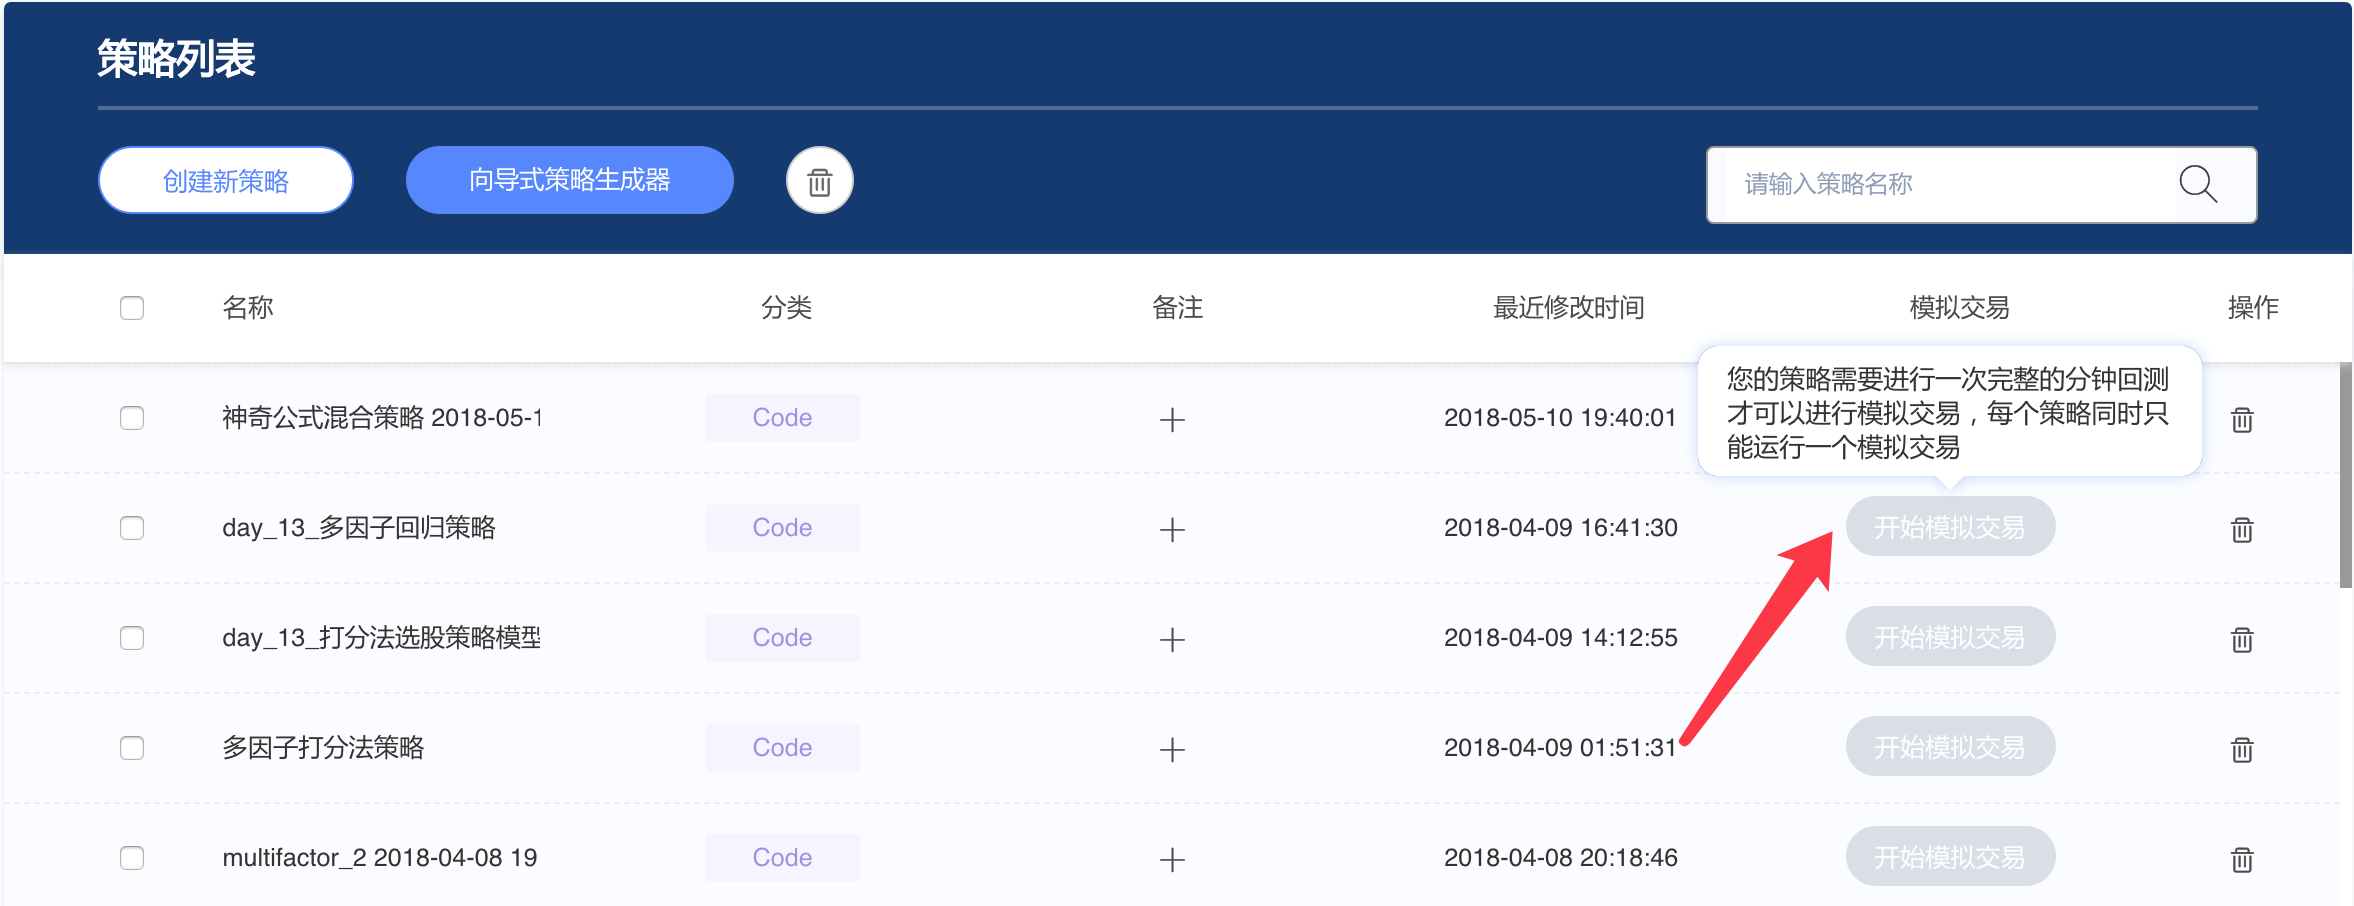 策略列表
创建新策略
向导式策略生成器
请输入策略名称
名称
分类
备注
最近修改时间
模拟交易
操作
您的策略需要进行一次完整的分钟回测
才可以进行模拟交易，每个策略同时只
能运行一个模拟交易
神奇公式混合策略 2018-05-1
Code
2018-05-10 19:40:01
day_13_多因子回归策略
Code
2018-04-09 16:41:30
开始模拟交易
day_13_打分法选股策略模型
Code
2018-04-09 14:12:55
开始模拟交易
多因子打分法策略
Code
2018-04-09 01:51:31
开始模拟交易
multifactor_2 2018-04-08 19
Code
2018-04-08 20:18:46
开始模拟交易